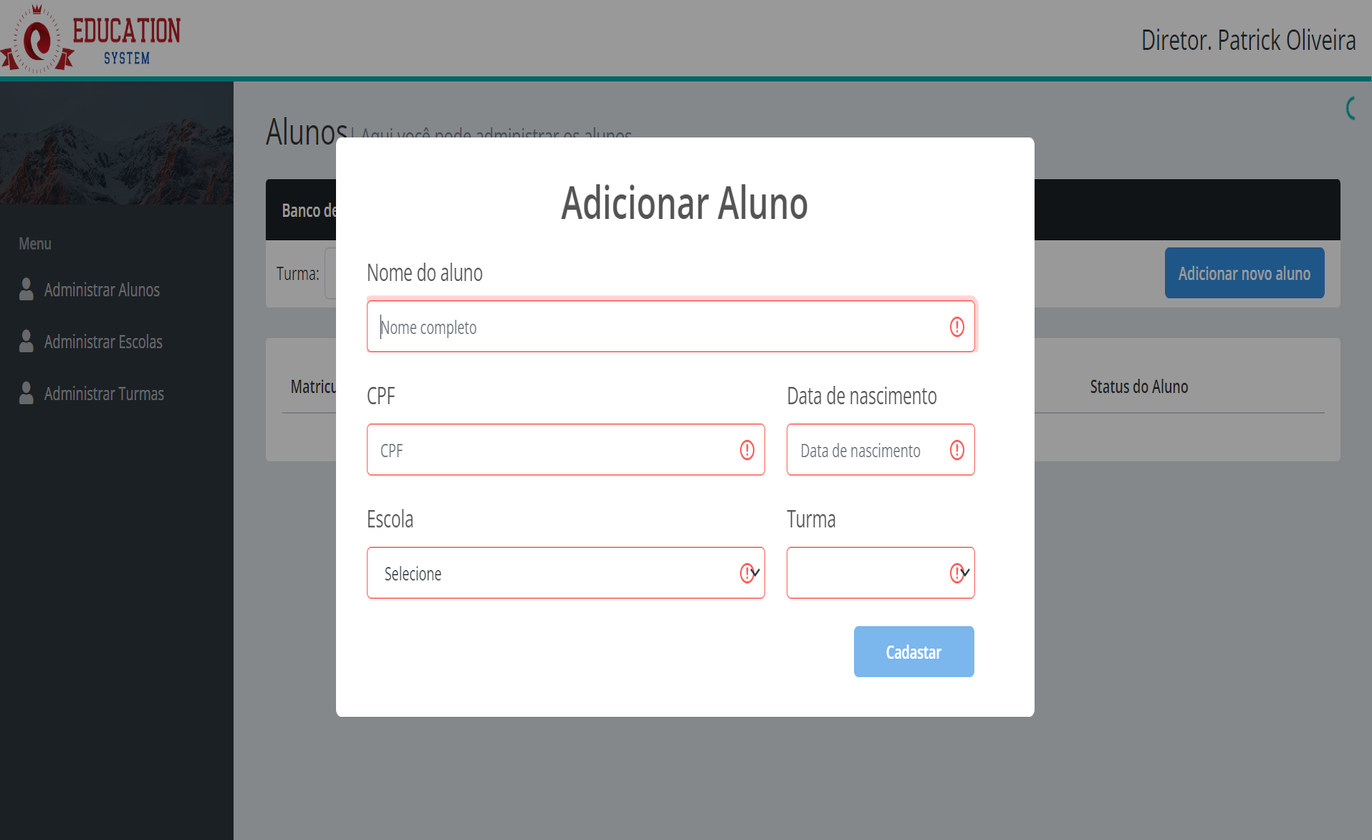 EDUCATION
SYSTEM
Diretor. Patrick Oliveira
Alunos| Aqui você pode administrar os alunos
Banco de
Menu
Turma:
Adicionar novo aluno
Administrar Alunos
Administrar Escolas
Administrar Turmas
Matricu
Status do Aluno
Adicionar Aluno
Nome do aluno
Nome completo
CPF
Data de nascimento
CPF
Data de nascimento
Escola
Turma
Selecione
Cadastar